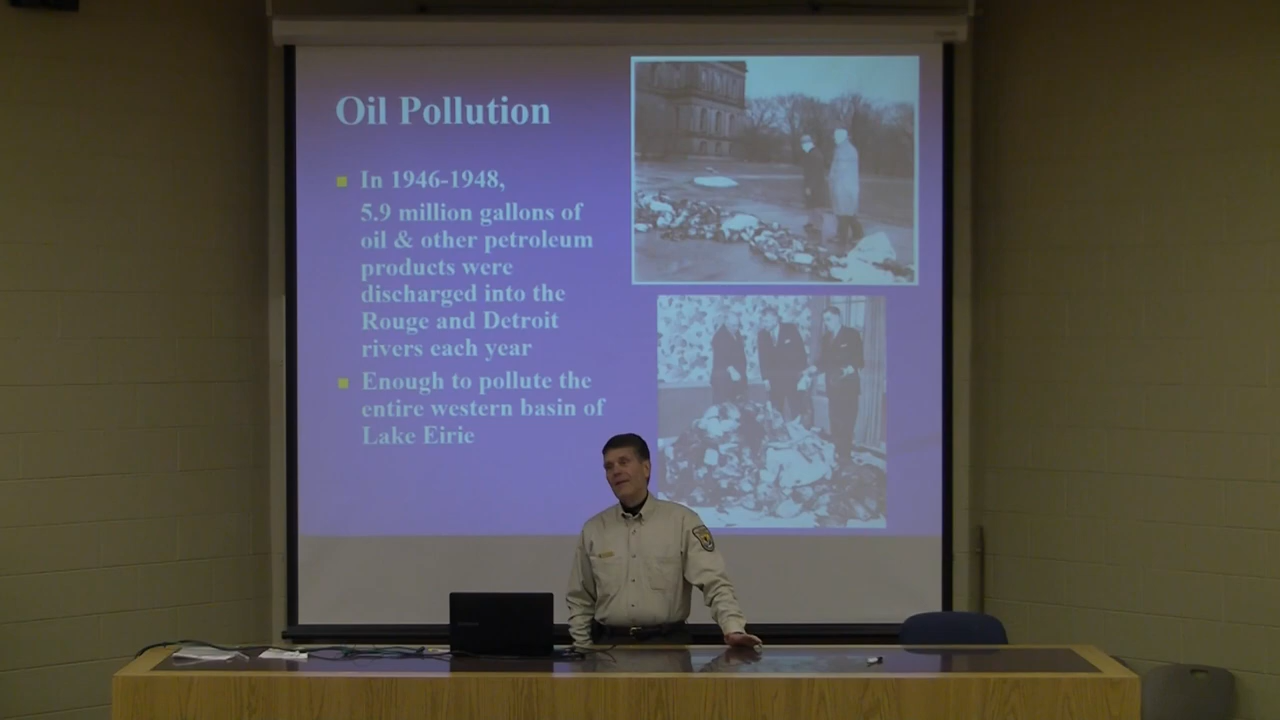 Oil Pollution
In 1946-1948,
5.9 million gallons of
oil & other petroleum
products were
discharged into the
Rouge and Detroit
rivers each year
Enough to pollute the
entire western basin of
Lake Eirie